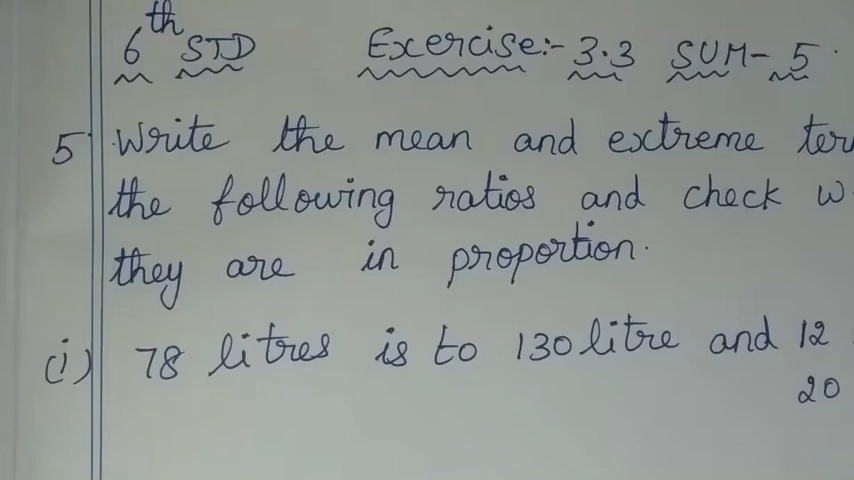 6th STD Exercise:- 3.3 SUM- 5.
5. Write the mean and extreme
the following ratios and check
they are in proportion.
(i) 78 litres is to 130 litre and 12
20